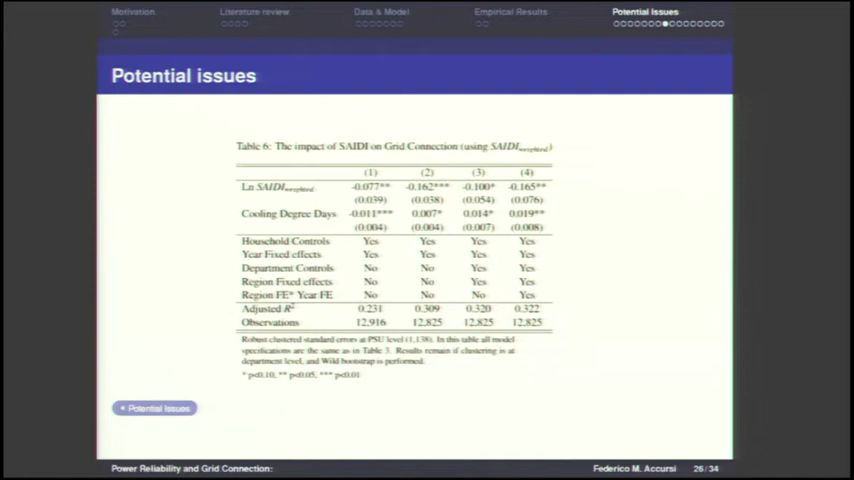 Motivation Literature review Data & Model Empirical Results Potential Issues
Potential issues
Table 6: The impact of SAIDI on Grid Connection (using SAIDI weighted)
(1) (2) (3) (4)
Ln SAIDI weighted -0.077** -0.162*** -0.100* -0.165**
(0.039) (0.038) (0.054) (0.076)
Cooling Degree Days -0.011*** 0.007* 0.014* 0.019**
(0.004) (0.004) (0.007) (0.008)
Household Controls Yes Yes Yes Yes
Year Fixed effects Yes Yes Yes Yes
Department Controls No No Yes Yes
Region Fixed effects No No Yes Yes
Region FE* Year FE No No No Yes
Adjusted R² 0.231 0.309 0.320 0.322
Observations 12,916 12,825 12,825 12,825
Robust clustered standard errors at PSU level (1,138). In this table all model
specifications are the same as in Table 3. Results remain if clustering is at
department level, and Wild bootstrap is performed.
* p<0.10, ** p<0.05, *** p<0.01
Potential Issues
Power Reliability and Grid Connection: Federico M. Accursi 26 / 34